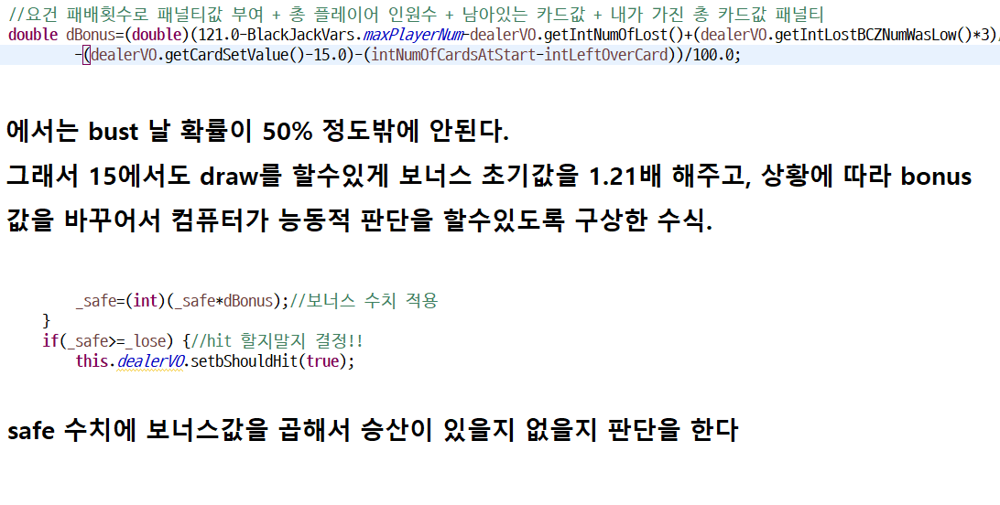 //요건 패배횟수로 패널티값 부여 + 총 플레이어 인원수 + 남아있는 카드값 + 내가 가진 총 카드값 패널티
double dBonus=(double)(121.0-BlackJackVars.maxPlayerNum-dealerVO.getIntNumOfLost()+(dealerVO.getIntLostBCZNumWasLow()*3)
-(dealerVO.getCardSetValue()-15.0)-(intNumOfCardsAtStart-intLeftOverCard))/100.0;
에서는 bust 날 확률이 50% 정도밖에 안된다.
그래서 15에서도 draw를 할수있게 보너스 초기값을 1.21배 해주고, 상황에 따라 bonus
값을 바꾸어서 컴퓨터가 능동적 판단을 할수있도록 구상한 수식.
_safe=(int)(_safe*dBonus);//보너스 수치 적용
}
if(_safe>=_lose) {//hit 할지말지 결정!!
this.dealerVO.setbShouldHit(true);
safe 수치에 보너스값을 곱해서 승산이 있을지 없을지 판단을 한다